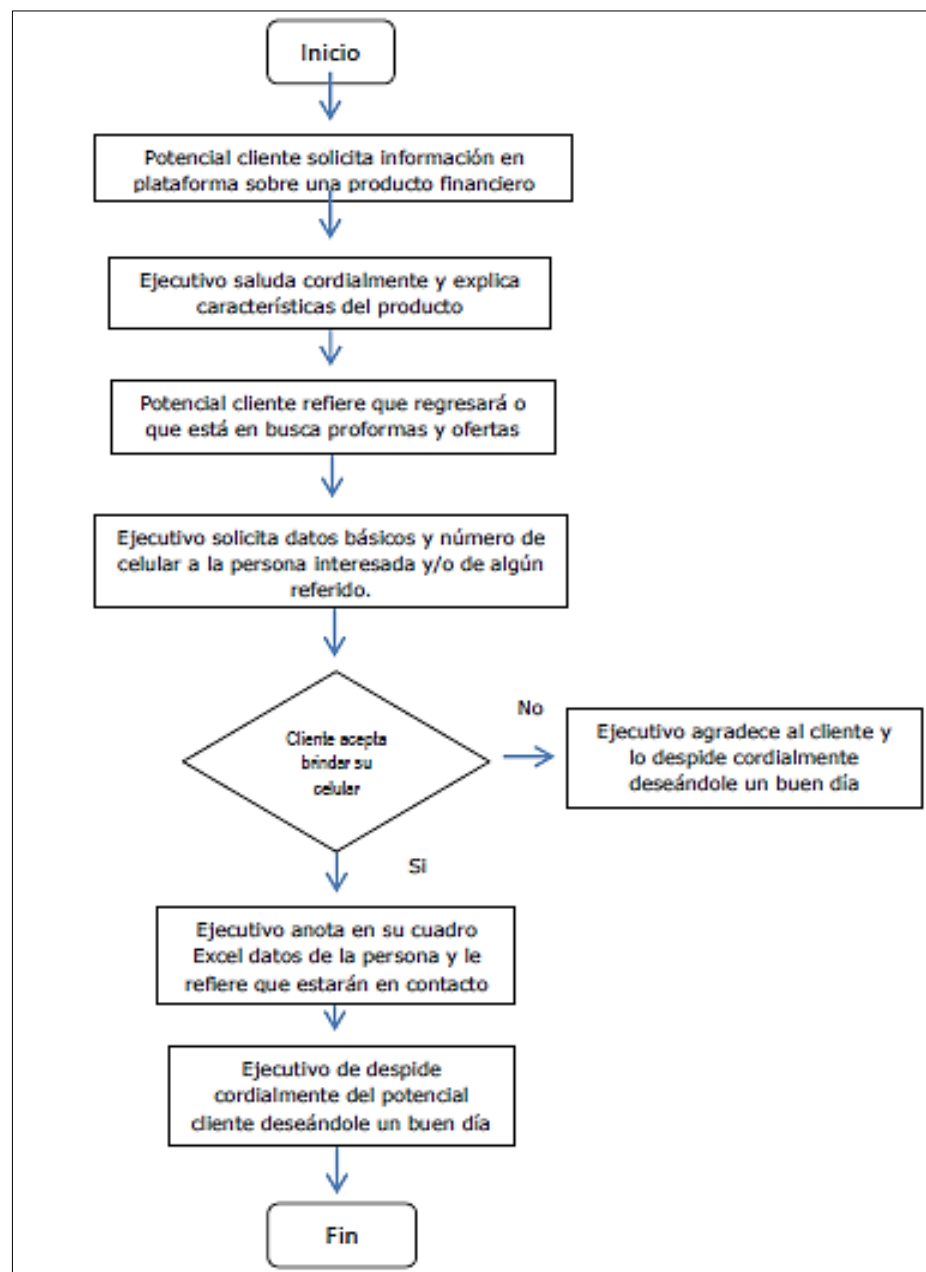 Inicio
Potencial cliente solicita información en
plataforma sobre una producto financiero
Ejecutivo saluda cordialmente y explica
características del producto
Potencial cliente refiere que regresará o
que está en busca proformas y ofertas
Ejecutivo solicita datos básicos y número de
celular a la persona interesada y/o de algún
referido.
Cliente acepta
brindar su
celular
No
Ejecutivo agradece al cliente y
lo despide cordialmente
deseándole un buen día
Si
Ejecutivo anota en su cuadro
Excel datos de la persona y le
refiere que estarán en contacto
Ejecutivo de despide
cordialmente del potencial
cliente deseándole un buen día
Fin